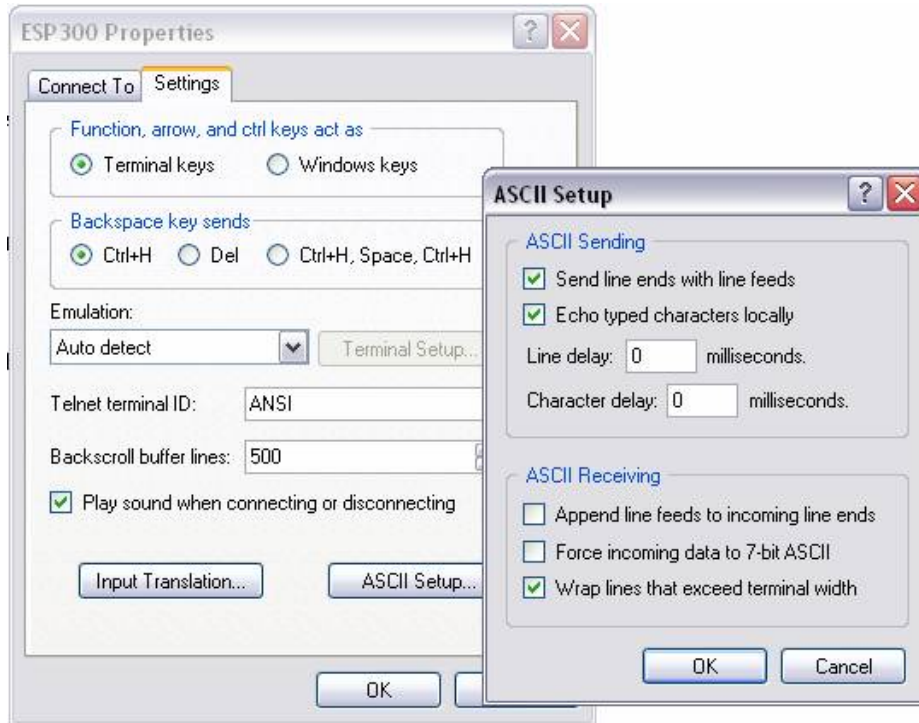 ESP300 Properties
Connect To
Settings
Function, arrow, and ctrl keys act as
Terminal keys
Windows keys
Backspace key sends
Ctrl+H
Del
Ctrl+H, Space, Ctrl+H
Emulation:
Auto detect
Terminal Setup...
Telnet terminal ID:
ANSI
Backscroll buffer lines:
500
Play sound when connecting or disconnecting
Input Translation...
ASCII Setup...
OK
ASCII Setup
ASCII Sending
Send line ends with line feeds
Echo typed characters locally
Line delay: 0 milliseconds.
Character delay: 0 milliseconds.
ASCII Receiving
Append line feeds to incoming line ends
Force incoming data to 7-bit ASCII
Wrap lines that exceed terminal width
OK
Cancel